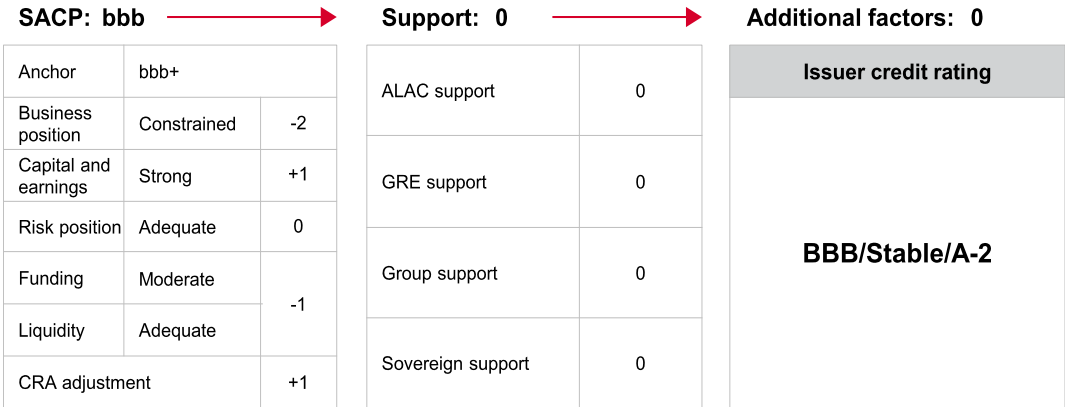 SACP: bbb
Support: 0
Additional factors: 0
Anchor
bbb+
Business
position
Constrained
-2
Capital and
earnings
Strong
+1
Risk position
Adequate
0
Funding
Moderate
-1
Liquidity
Adequate
CRA adjustment
+1
ALAC support
0
GRE support
0
Group support
0
Sovereign support
0
Issuer credit rating
BBB/Stable/A-2